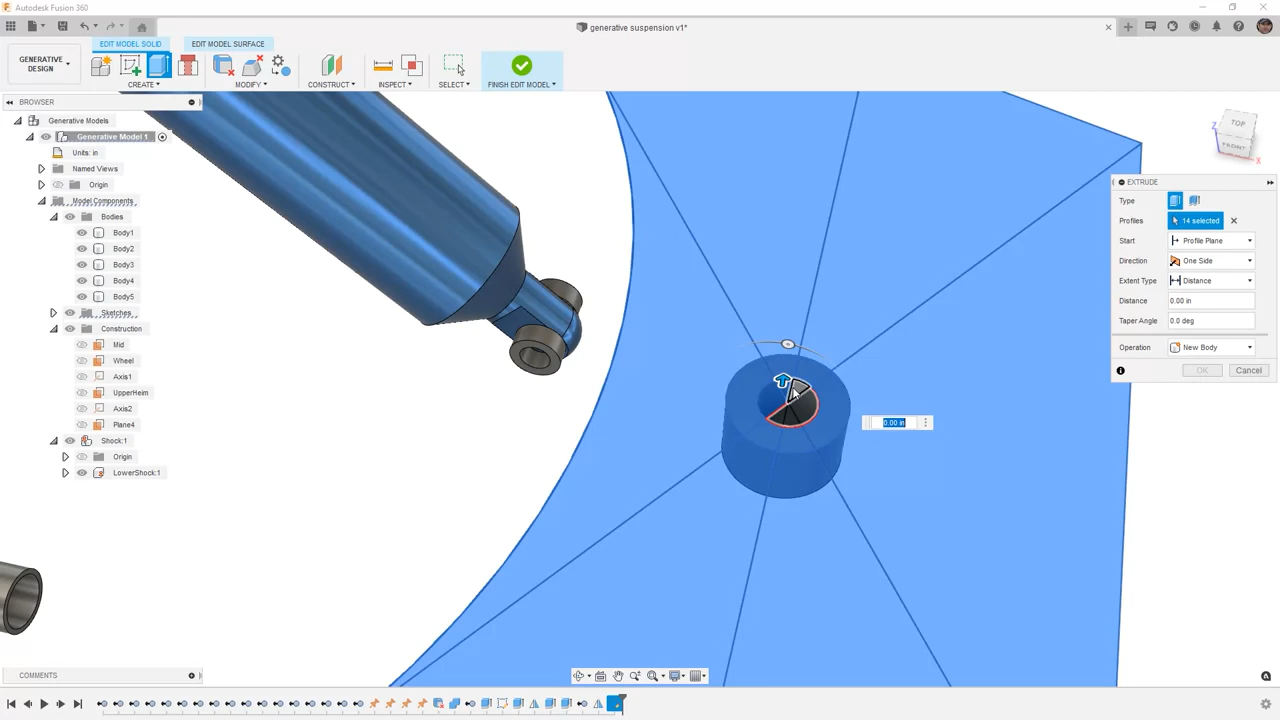 Autodesk Fusion 360
generative suspension v1*
GENERATIVE DESIGN
EDIT MODEL SOLID
EDIT MODEL SURFACE
CREATE
MODIFY
CONSTRUCT
INSPECT
SELECT
FINISH EDIT MODEL
BROWSER
Generative Models
Generative Model 1
Units: in
Named Views
Origin
Model Components
Bodies
Body1
Body2
Body3
Body4
Body5
Sketches
Construction
Mid
Wheel
Axis1
UpperHeim
Axis2
Plane4
Shock:1
Origin
LowerShock:1
TOP
FRONT
Z
X
EXTRUDE
Type
Profiles 14 selected
Start Profile Plane
Direction One Side
Extent Type Distance
Distance 0.00 in
Taper Angle 0.0 deg
Operation New Body
OK Cancel
0.00 in
COMMENTS